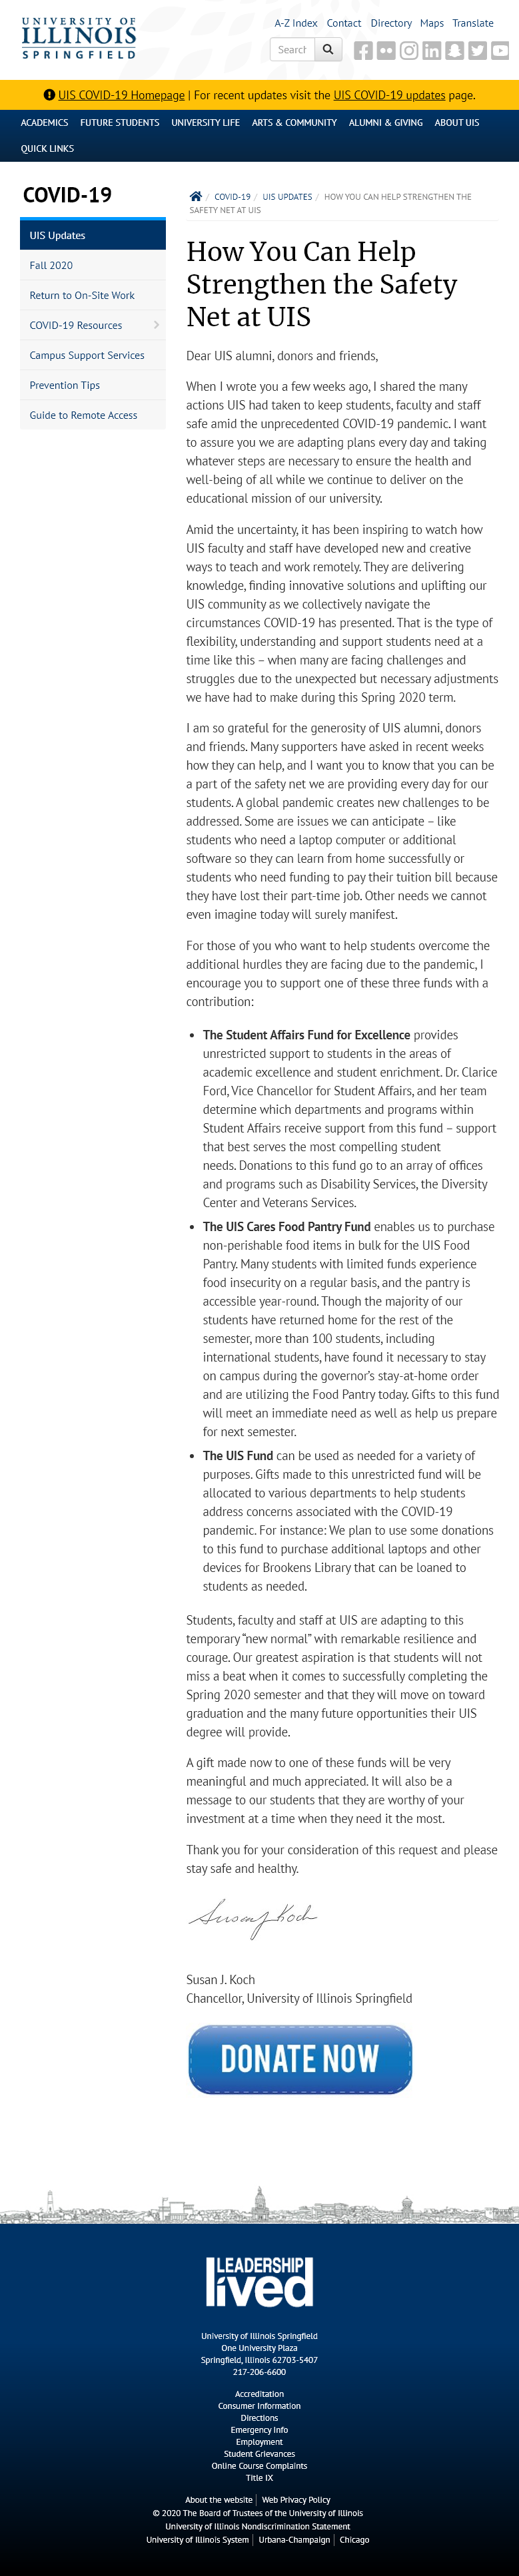 UNIVERSITY OF
ILLINOIS
SPRINGFIELD
A-Z Index Contact Directory Maps Translate
Search
UIS COVID-19 Homepage | For recent updates visit the UIS COVID-19 updates page.
ACADEMICS FUTURE STUDENTS UNIVERSITY LIFE ARTS & COMMUNITY ALUMNI & GIVING ABOUT UIS
QUICK LINKS
COVID-19
UIS Updates
Fall 2020
Return to On-Site Work
COVID-19 Resources
Campus Support Services
Prevention Tips
Guide to Remote Access
/ COVID-19 / UIS UPDATES / HOW YOU CAN HELP STRENGTHEN THE
SAFETY NET AT UIS
How You Can Help
Strengthen the Safety
Net at UIS
Dear UIS alumni, donors and friends,
When I wrote you a few weeks ago, I shared the many
actions UIS had taken to keep students, faculty and staff
safe amid the unprecedented COVID-19 pandemic. I want
to assure you we are adapting plans every day and taking
whatever steps are necessary to ensure the health and
well-being of all while we continue to deliver on the
educational mission of our university.
Amid the uncertainty, it has been inspiring to watch how
UIS faculty and staff have developed new and creative
ways to teach and work remotely. They are delivering
knowledge, finding innovative solutions and uplifting our
UIS community as we collectively navigate the
circumstances COVID-19 has presented. That is the type of
flexibility, understanding and support students need at a
time like this – when many are facing challenges and
struggles due to the unexpected but necessary adjustments
we have had to make during this Spring 2020 term.
I am so grateful for the generosity of UIS alumni, donors
and friends. Many supporters have asked in recent weeks
how they can help, and I want you to know that you can be
a part of the safety net we are providing every day for our
students. A global pandemic creates new challenges to be
addressed. Some are issues we can anticipate – like
students who need a laptop computer or additional
software so they can learn from home successfully or
students who need funding to pay their tuition bill because
they have lost their part-time job. Other needs we cannot
even imagine today will surely manifest.
For those of you who want to help students overcome the
additional hurdles they are facing due to the pandemic, I
encourage you to support one of these three funds with a
contribution:
• The Student Affairs Fund for Excellence provides
unrestricted support to students in the areas of
academic excellence and student enrichment. Dr. Clarice
Ford, Vice Chancellor for Student Affairs, and her team
determine which departments and programs within
Student Affairs receive support from this fund – support
that best serves the most compelling student
needs. Donations to this fund go to an array of offices
and programs such as Disability Services, the Diversity
Center and Veterans Services.
• The UIS Cares Food Pantry Fund enables us to purchase
non-perishable food items in bulk for the UIS Food
Pantry. Many students with limited funds experience
food insecurity on a regular basis, and the pantry is
accessible year-round. Though the majority of our
students have returned home for the rest of the
semester, more than 100 students, including
international students, have found it necessary to stay
on campus during the governor's stay-at-home order
and are utilizing the Food Pantry today. Gifts to this fund
will meet an immediate need as well as help us prepare
for next semester.
• The UIS Fund can be used as needed for a variety of
purposes. Gifts made to this unrestricted fund will be
allocated to various departments to help students
address concerns associated with the COVID-19
pandemic. For instance: We plan to use some donations
to this fund to purchase additional laptops and other
devices for Brookens Library that can be loaned to
students as needed.
Students, faculty and staff at UIS are adapting to this
temporary “new normal” with remarkable resilience and
courage. Our greatest aspiration is that students will not
miss a beat when it comes to successfully completing the
Spring 2020 semester and that they will move on toward
graduation and the many future opportunities their UIS
degree will provide.
A gift made now to one of these funds will be very
meaningful and much appreciated. It will also be a
message to our students that they are worthy of your
investment at a time when they need it the most.
Thank you for your consideration of this request and please
stay safe and healthy.
Susan J Koch
Susan J. Koch
Chancellor, University of Illinois Springfield
DONATE NOW
LEADERSHIP
lived
University of Illinois Springfield
One University Plaza
Springfield, Illinois 62703-5407
217-206-6600
Accreditation
Consumer Information
Directions
Emergency Info
Employment
Student Grievances
Online Course Complaints
Title IX
About the website | Web Privacy Policy
© 2020 The Board of Trustees of the University of Illinois
University of Illinois Nondiscrimination Statement
University of Illinois System | Urbana-Champaign | Chicago